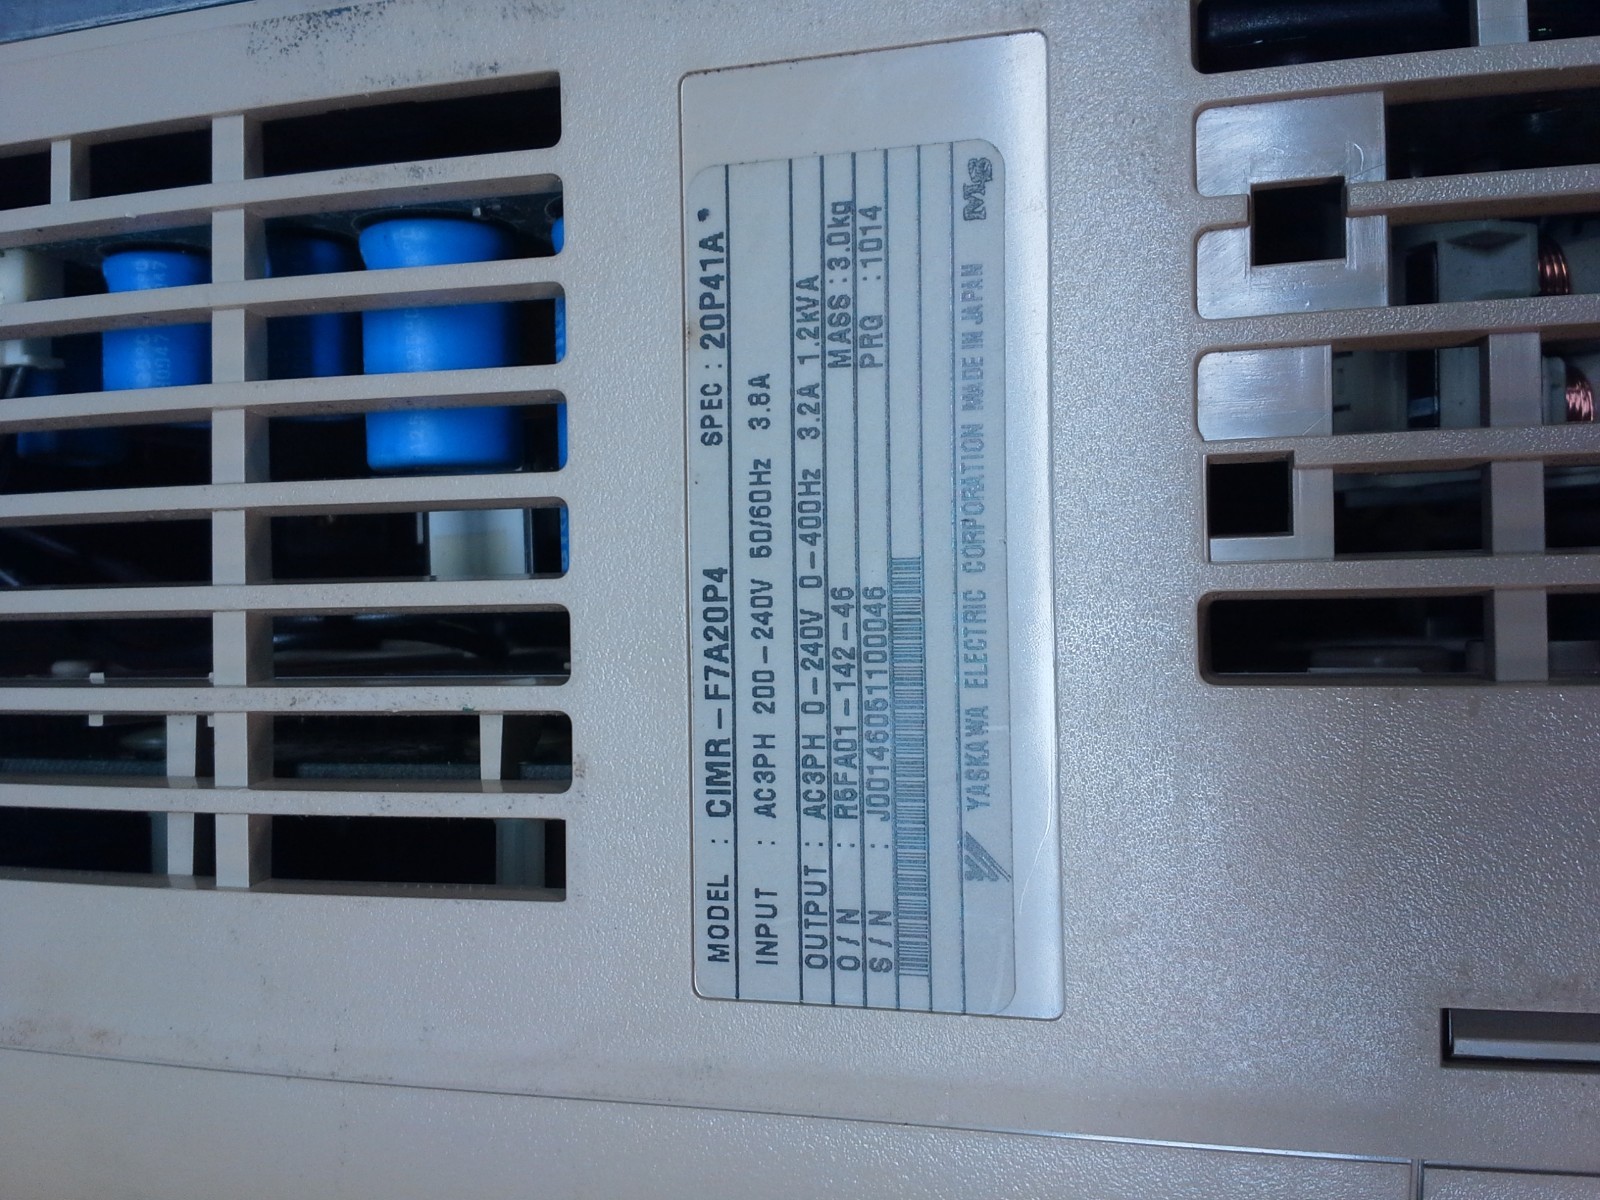 MODEL : CIMR-F7A20P4 SPEC : 20P41A*
INPUT : AC3PH 200-240V 50/60Hz 3.8A
OUTPUT : AC3PH 0-240V 0-400Hz 3.2A 1.2kVA
O/N : R5FA01-142-46 MASS : 3.0kg
S/N : J00146051100046 PRG : 1014
YASKAWA ELECTRIC CORPORATION MADE IN JAPAN